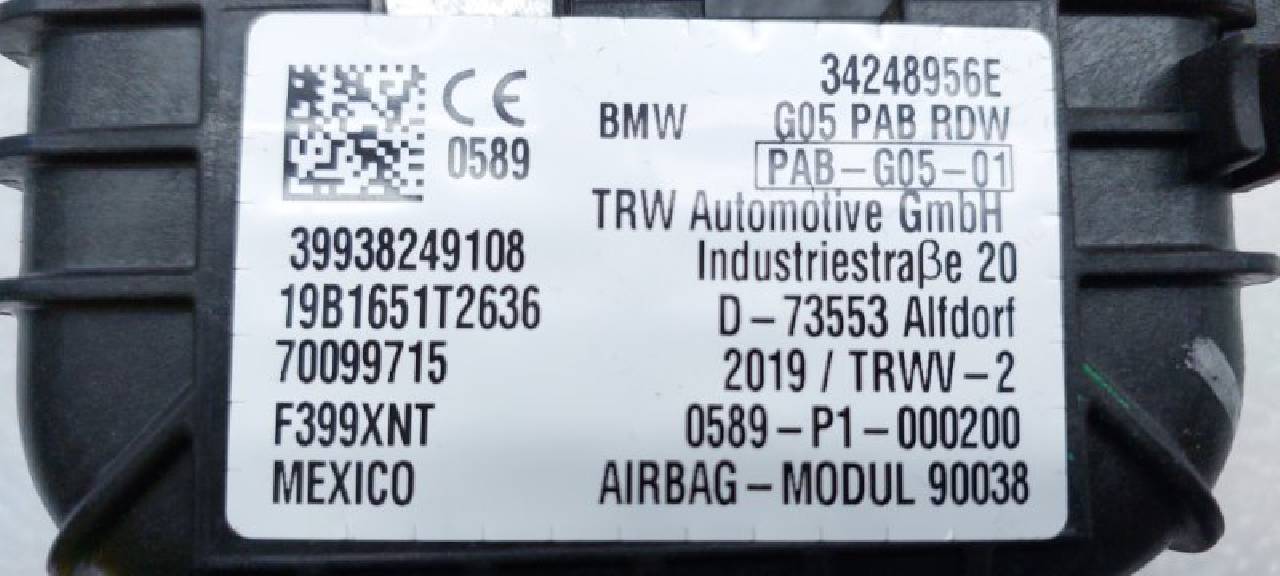 CE
0589
39938249108
19B1651T2636
70099715
F399XNT
MEXICO
34248956E
BMW G05 PAB RDW
PAB-G05-01
TRW Automotive GmbH
Industriestraße 20
D-73553 Alfdorf
2019 / TRWV-2
0589-P1-000200
AIRBAG-MODUL 90038